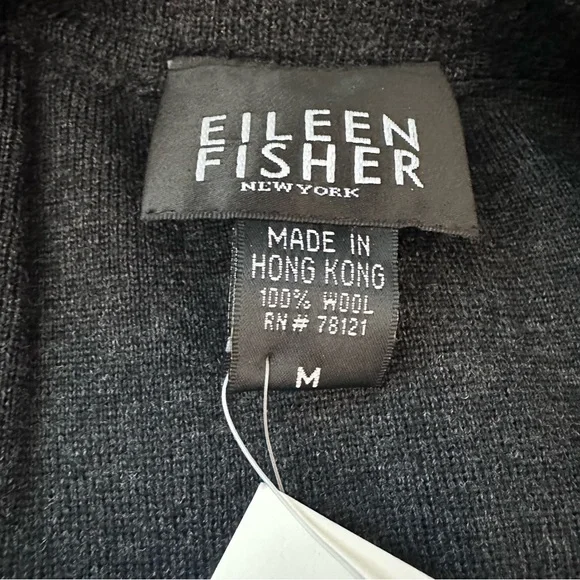 EILEEN
FISHER
NEW YORK
MADE IN
HONG KONG
100% WOOL
RN# 78121
M